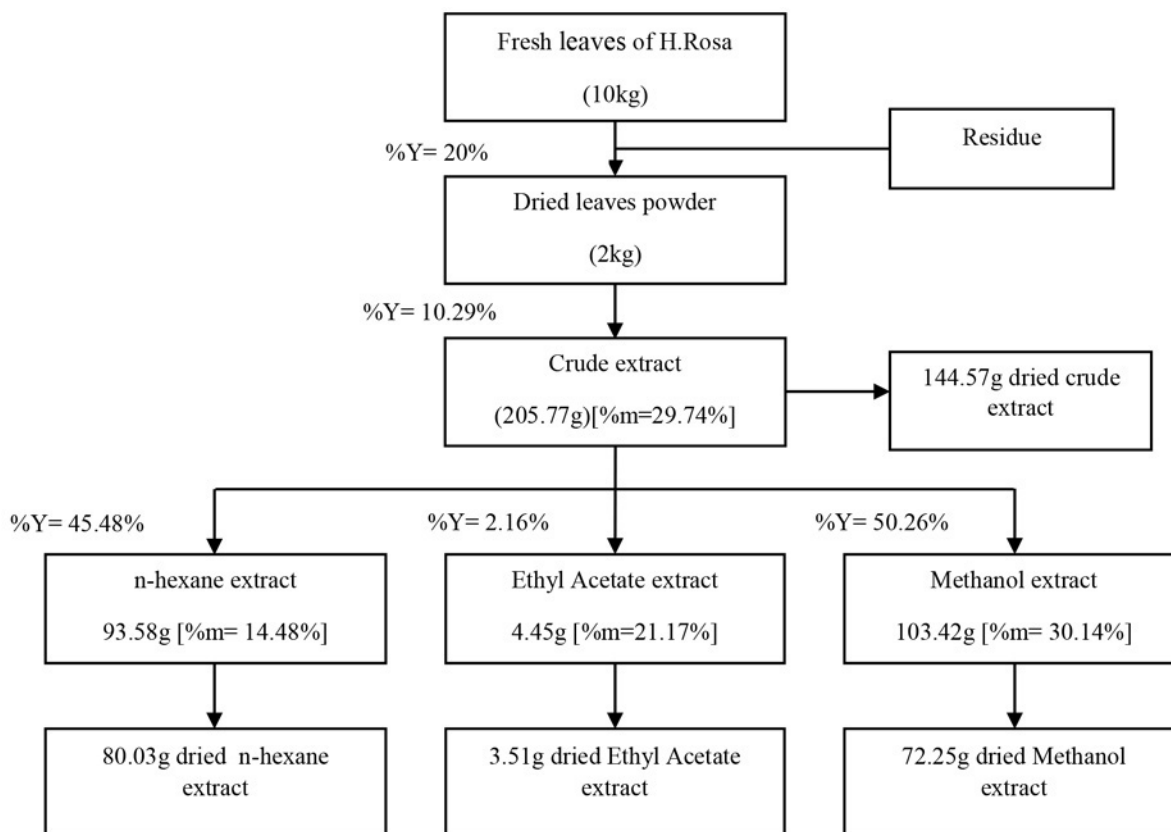 Fresh leaves of H.Rosa
(10kg)
Residue
%Y= 20%
Dried leaves powder
(2kg)
%Y= 10.29%
Crude extract
(205.77g)[%m=29.74%]
144.57g dried crude
extract
%Y= 45.48%
%Y= 2.16%
%Y= 50.26%
n-hexane extract
93.58g [%m= 14.48%]
Ethyl Acetate extract
4.45g [%m=21.17%]
Methanol extract
103.42g [%m= 30.14%]
80.03g dried n-hexane
extract
3.51g dried Ethyl Acetate
extract
72.25g dried Methanol
extract